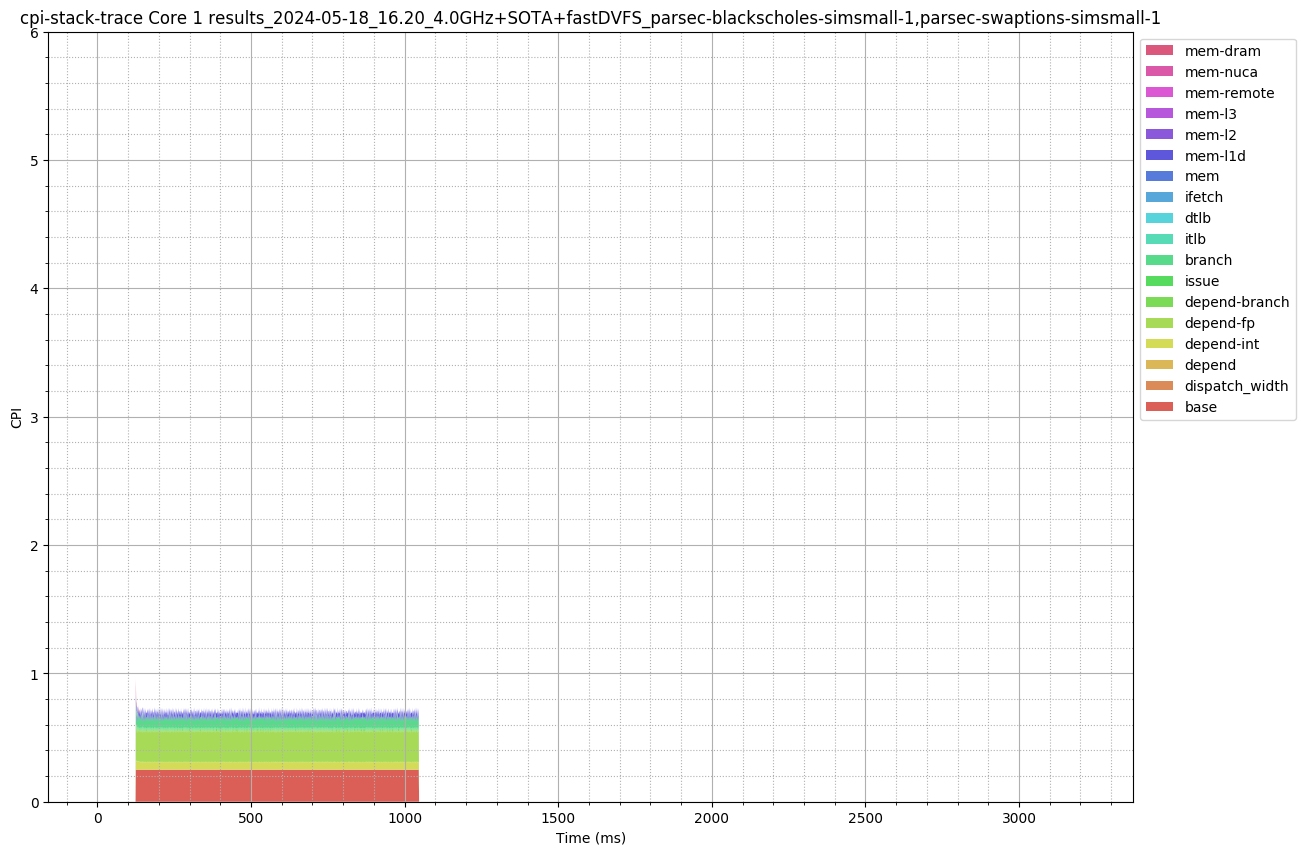 cpi-stack-trace Core 1 results_2024-05-18_16.20_4.0GHz+SOTA+fastDVFS_parsec-blackscholes-simsmall-1,parsec-swaptions-simsmall-1
6
5
4
3
2
1
0
CPI
0 500 1000 1500 2000 2500 3000
Time (ms)
mem-dram
mem-nuca
mem-remote
mem-l3
mem-l2
mem-l1d
mem
ifetch
dtlb
itlb
branch
issue
depend-branch
depend-fp
depend-int
depend
dispatch_width
base